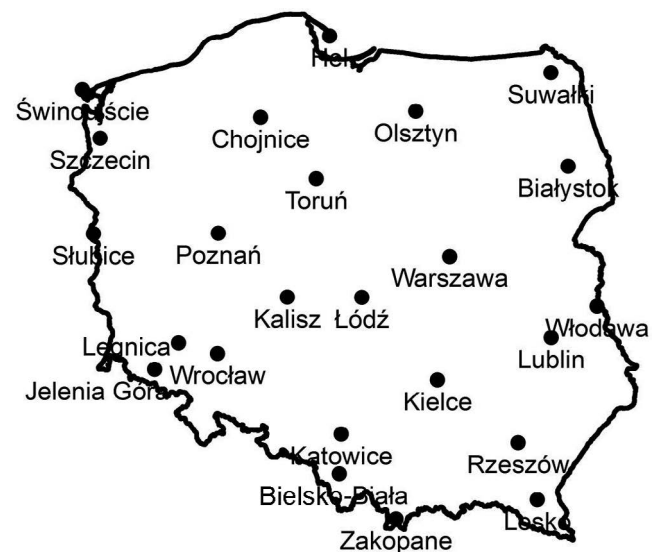 Hel
Suwałki
Świnoujście
Chojnice
Olsztyn
Szczecin
Białystok
Toruń
Słubice
Poznań
Warszawa
Kalisz
Łódź
Włodawa
Legnica
Lublin
Wrocław
Jelenia Góra
Kielce
Katowice
Rzeszów
Bielsko-Biała
Lesko
Zakopane